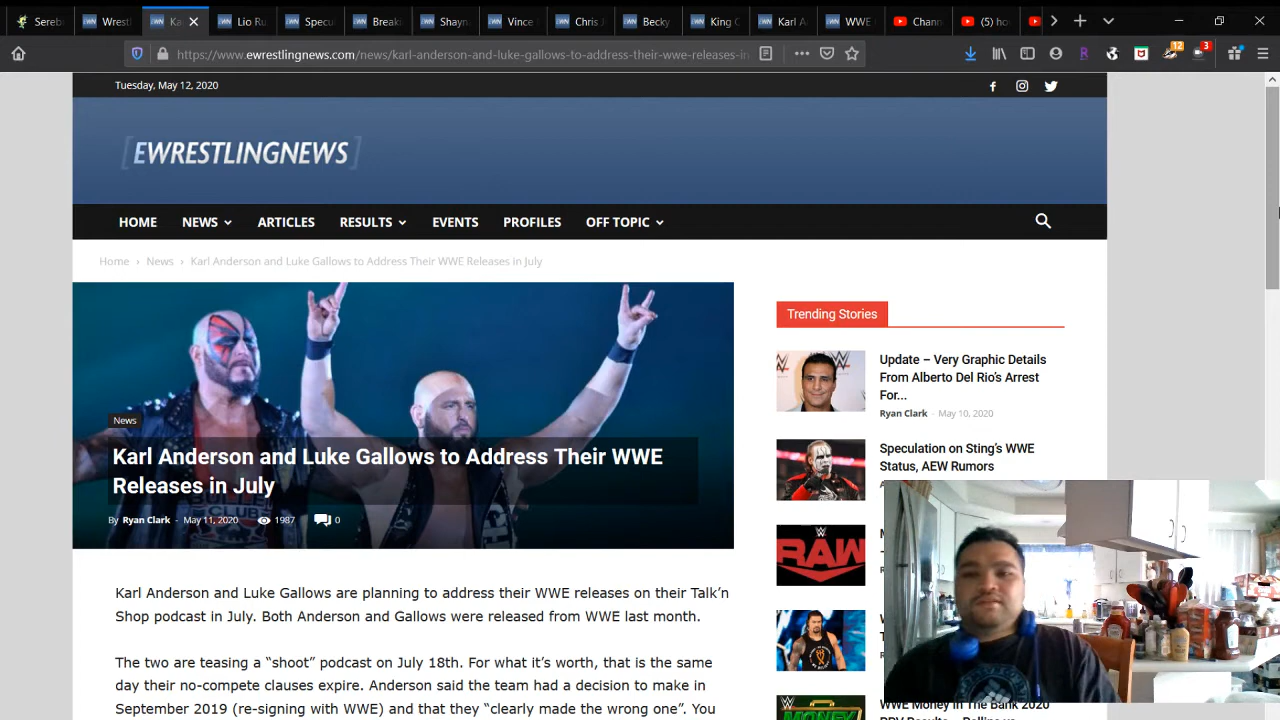 Sereb
Wrestl
Ka
Lio Ru
Specu
Break
Shayn
Vince
Chris
Becky
King C
Karl A
WWE
Chann
(5) ho
https://www.ewrestlingnews.com/news/karl-anderson-and-luke-gallows-to-address-their-wwe-releases-in-
12
3
Tuesday, May 12, 2020
[EWRESTLINGNEWS]
HOME NEWS ARTICLES RESULTS EVENTS PROFILES OFF TOPIC
Home › News › Karl Anderson and Luke Gallows to Address Their WWE Releases in July
News
Karl Anderson and Luke Gallows to Address Their WWE
Releases in July
By Ryan Clark - May 11, 2020 1987 0
Karl Anderson and Luke Gallows are planning to address their WWE releases on their Talk’n
Shop podcast in July. Both Anderson and Gallows were released from WWE last month.
The two are teasing a “shoot” podcast on July 18th. For what it’s worth, that is the same
day their no-compete clauses expire. Anderson said the team had a decision to make in
September 2019 (re-signing with WWE) and that they “clearly made the wrong one”. You
Trending Stories
Update – Very Graphic Details
From Alberto Del Rio’s Arrest
For...
Ryan Clark - May 10, 2020
Speculation on Sting’s WWE
Status, AEW Rumors
RAW
WWE Money In The Bank 2020
MONEY